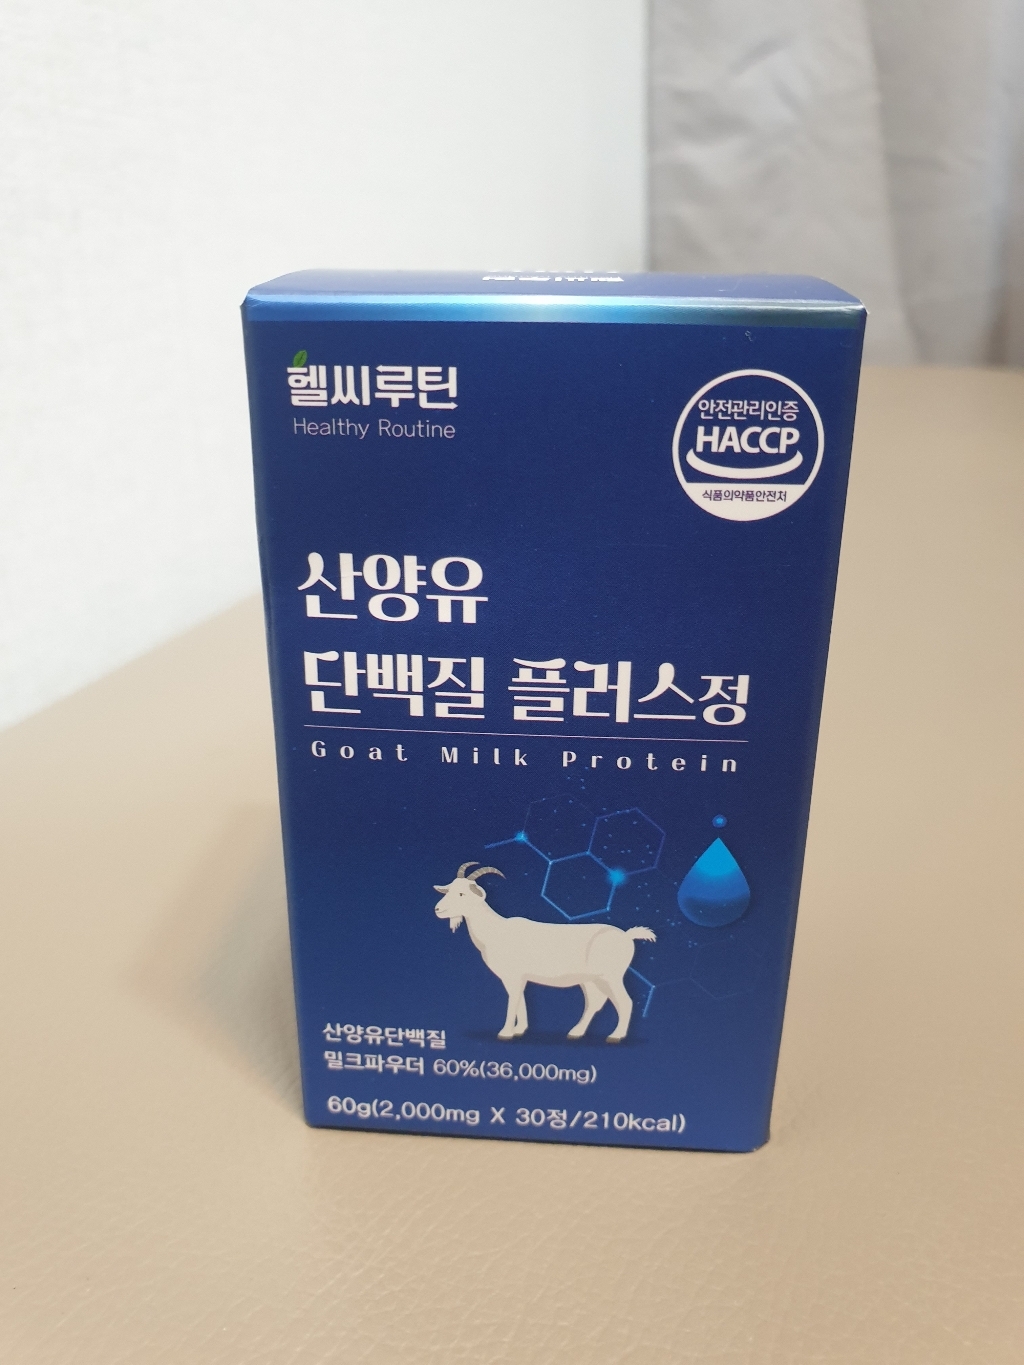 헬씨루틴
Healthy Routine
안전관리인증
HACCP
식품의약품안전처
산양유
단백질 플러스정
Goat Milk Protein
산양유단백질
밀크파우더 60%(36,000mg)
60g(2,000mg X 30정/210kcal)